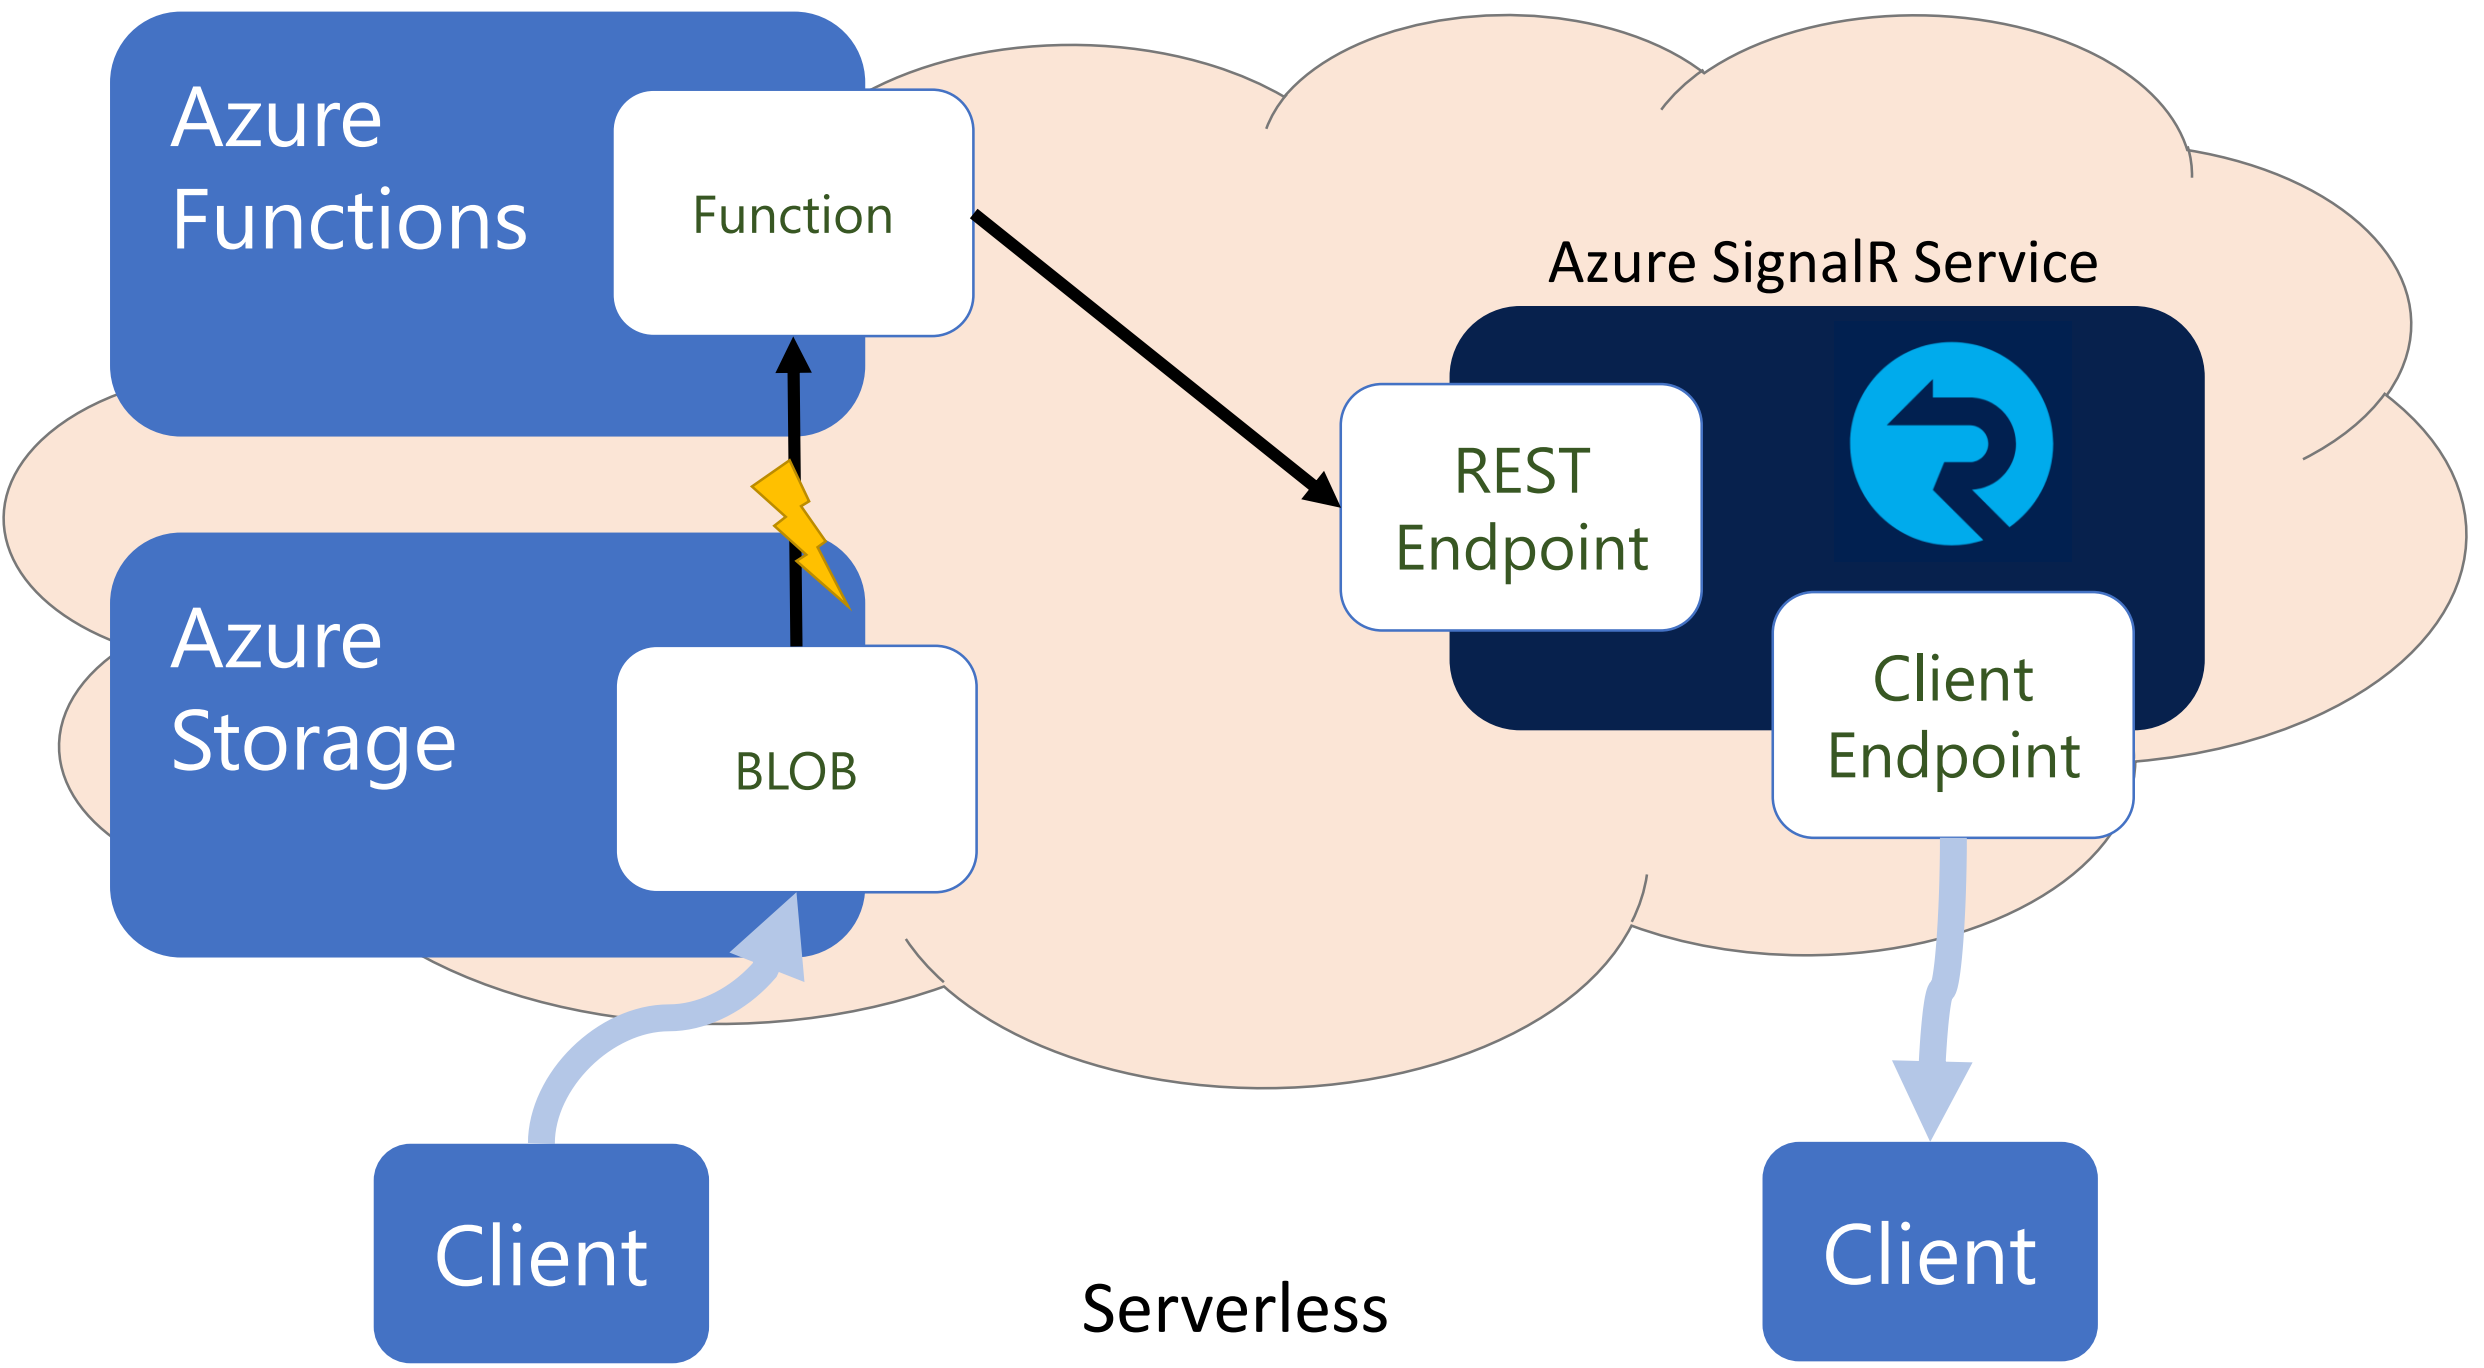 Azure
Functions
Function
Azure SignalR Service
REST
Endpoint
Client
Endpoint
Azure
Storage
BLOB
Client
Client
Serverless